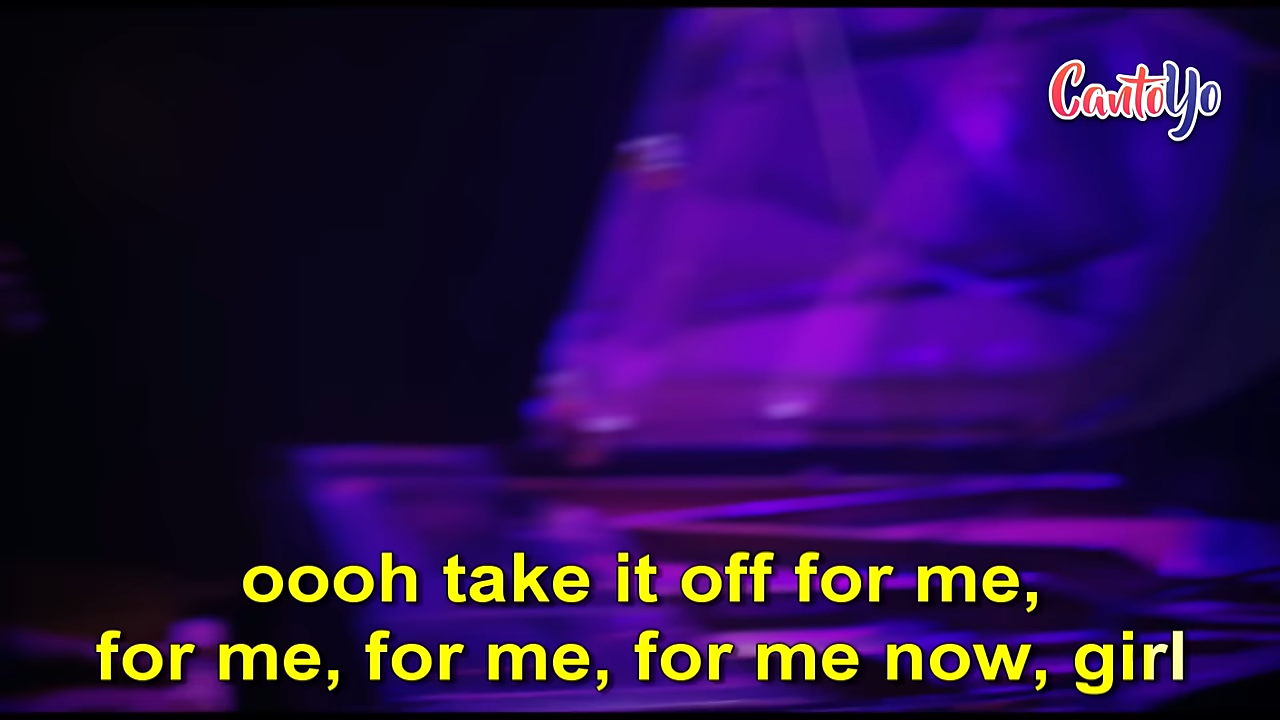 CantoYo
oooh take it off for me,
for me, for me, for me now, girl